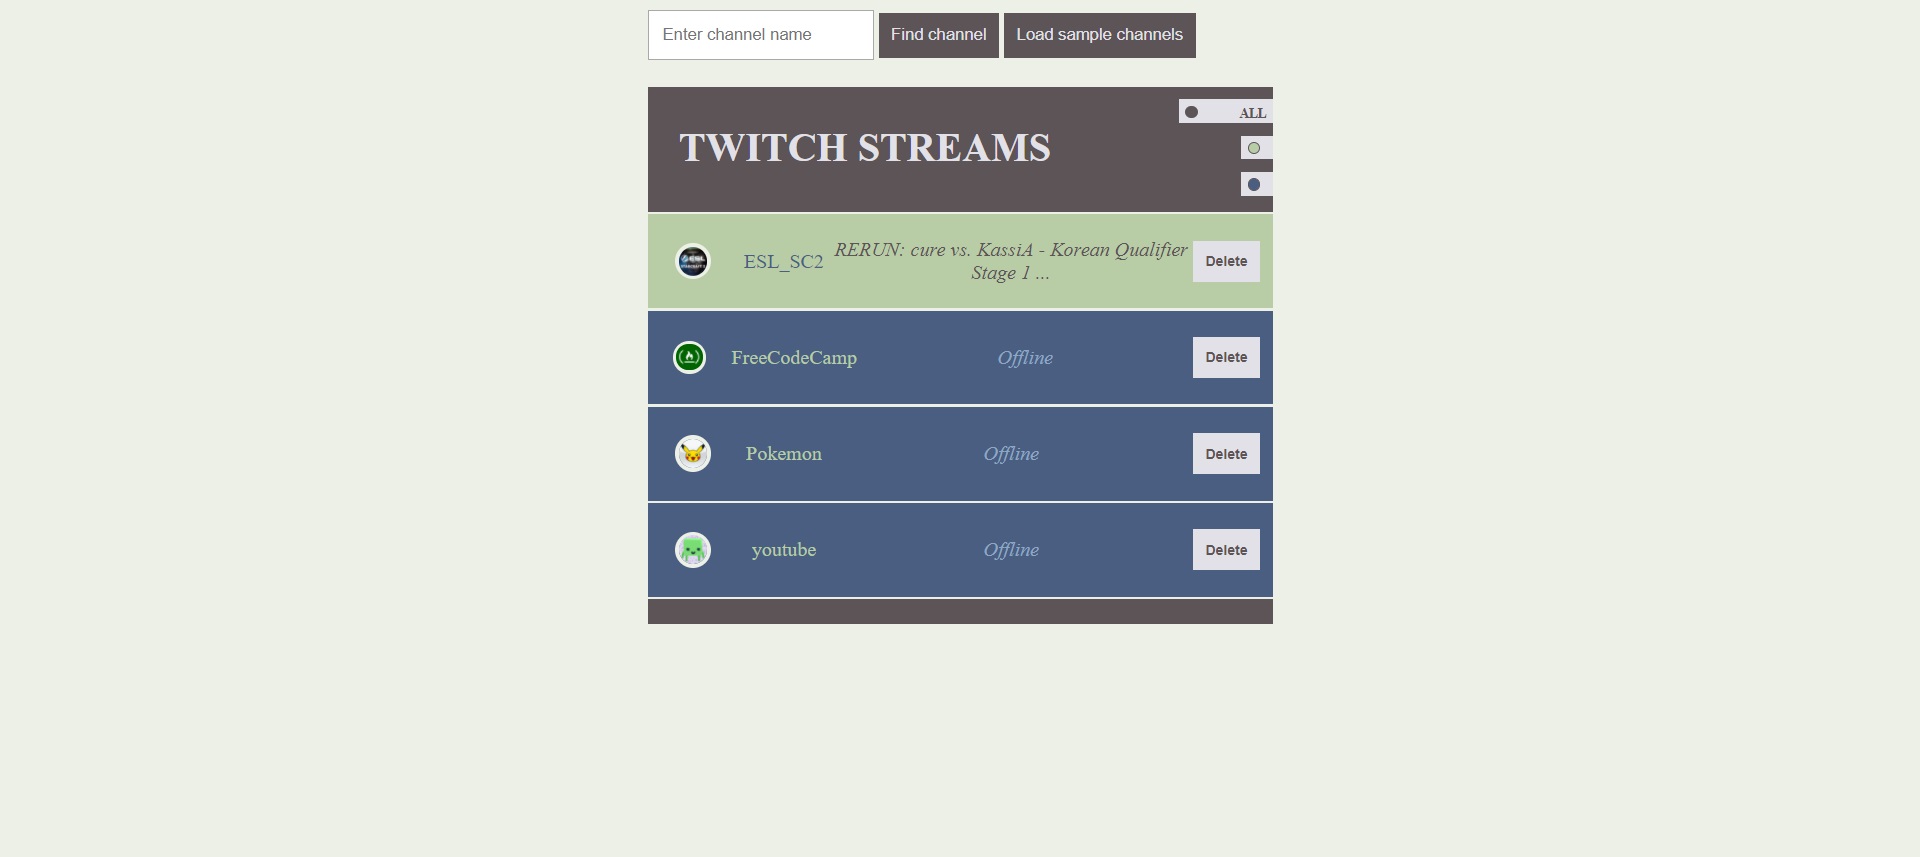 Enter channel name
Find channel
Load sample channels
ALL
TWITCH STREAMS
ESL_SC2
RERUN: cure vs. KassiA - Korean Qualifier
Stage 1 ...
Delete
FreeCodeCamp
Offline
Delete
Pokemon
Offline
Delete
youtube
Offline
Delete